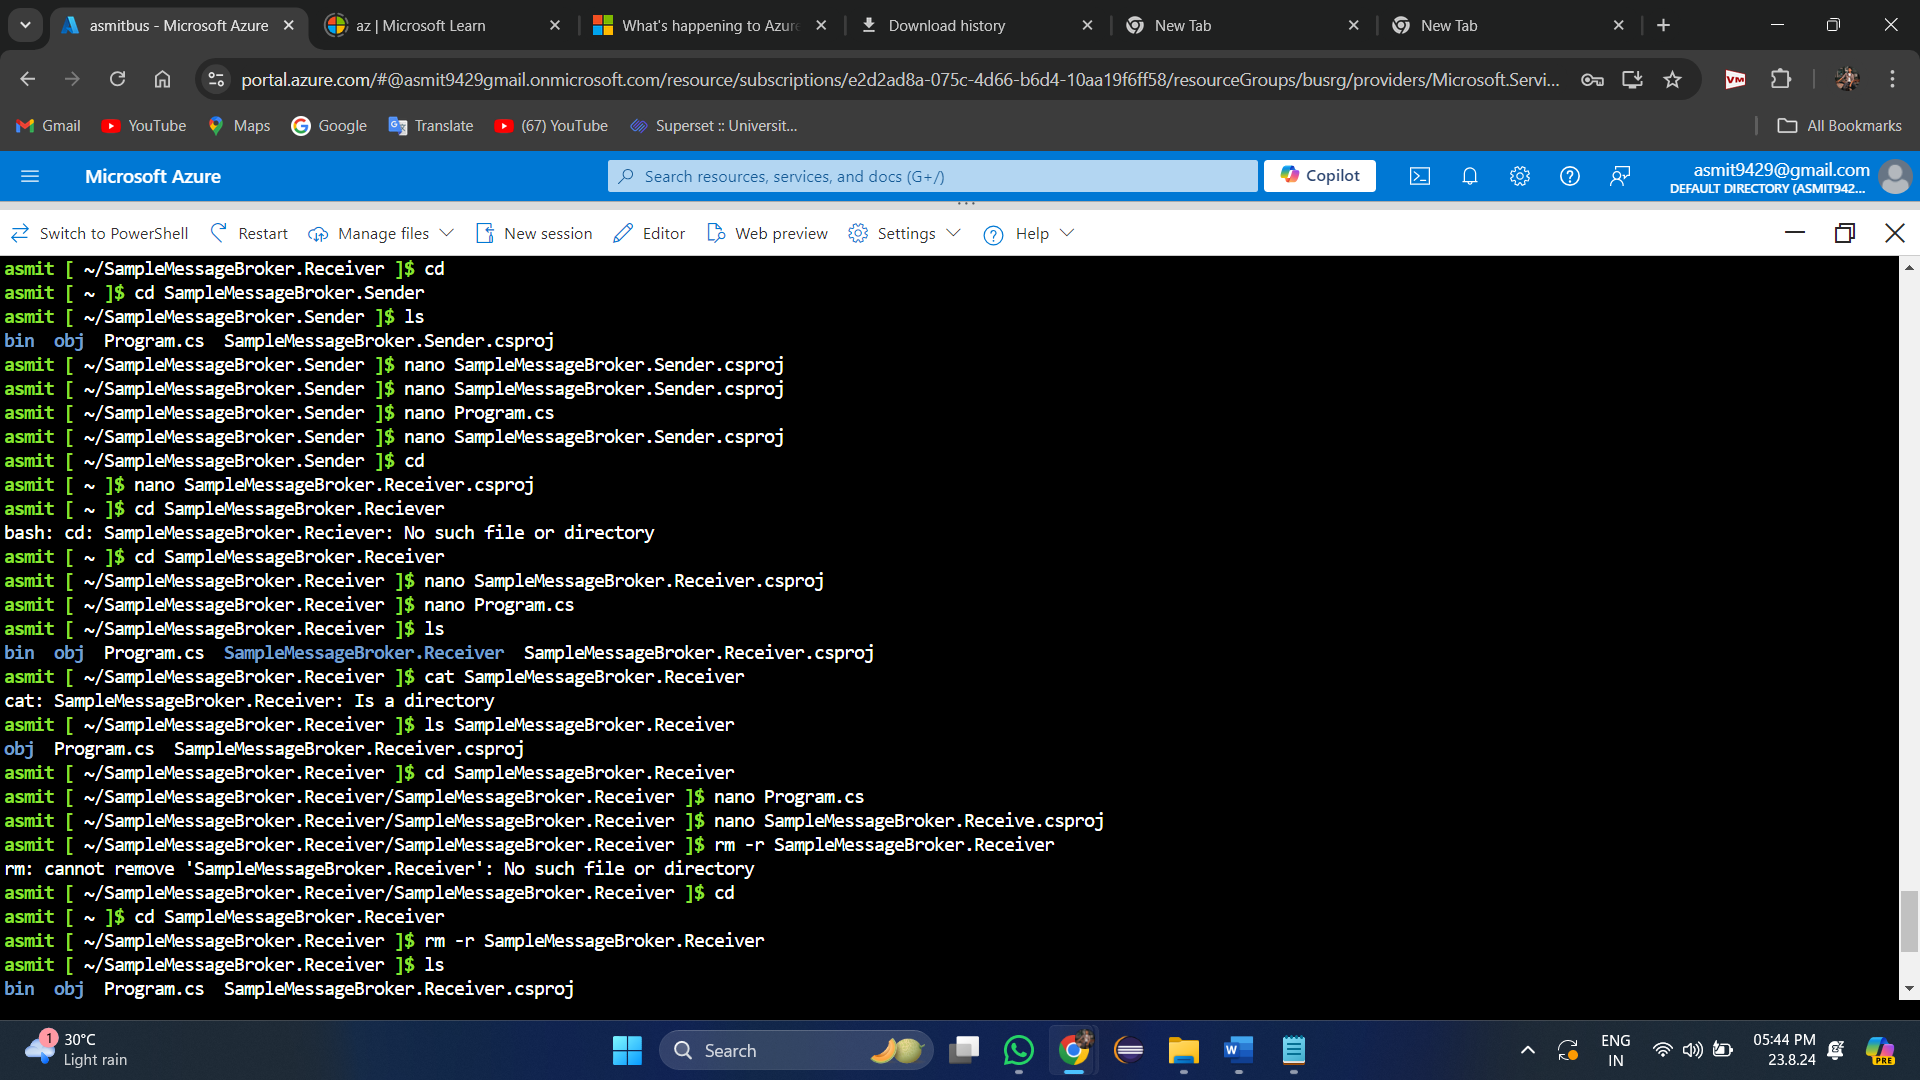 asmitbus - Microsoft Azure
az | Microsoft Learn
What's happening to Azure
Download history
New Tab
New Tab
portal.azure.com/#@asmit9429gmail.onmicrosoft.com/resource/subscriptions/e2d2ad8a-075c-4d66-b6d4-10aa19f6ff58/resourceGroups/busrg/providers/Microsoft.Servi...
VM
Gmail
YouTube
Maps
Google
Translate
(67) YouTube
Superset :: Universit...
All Bookmarks
Microsoft Azure
Search resources, services, and docs (G+/)
Copilot
asmit9429@gmail.com
DEFAULT DIRECTORY (ASMIT942...
Switch to PowerShell
Restart
Manage files
New session
Editor
Web preview
Settings
Help
asmit [ ~/SampleMessageBroker.Receiver ]$ cd
asmit [ ~ ]$ cd SampleMessageBroker.Sender
asmit [ ~/SampleMessageBroker.Sender ]$ ls
bin  obj  Program.cs  SampleMessageBroker.Sender.csproj
asmit [ ~/SampleMessageBroker.Sender ]$ nano SampleMessageBroker.Sender.csproj
asmit [ ~/SampleMessageBroker.Sender ]$ nano SampleMessageBroker.Sender.csproj
asmit [ ~/SampleMessageBroker.Sender ]$ nano Program.cs
asmit [ ~/SampleMessageBroker.Sender ]$ nano SampleMessageBroker.Sender.csproj
asmit [ ~/SampleMessageBroker.Sender ]$ cd
asmit [ ~ ]$ nano SampleMessageBroker.Receiver.csproj
asmit [ ~ ]$ cd SampleMessageBroker.Reciever
bash: cd: SampleMessageBroker.Reciever: No such file or directory
asmit [ ~ ]$ cd SampleMessageBroker.Receiver
asmit [ ~/SampleMessageBroker.Receiver ]$ nano SampleMessageBroker.Receiver.csproj
asmit [ ~/SampleMessageBroker.Receiver ]$ nano Program.cs
asmit [ ~/SampleMessageBroker.Receiver ]$ ls
bin  obj  Program.cs  SampleMessageBroker.Receiver  SampleMessageBroker.Receiver.csproj
asmit [ ~/SampleMessageBroker.Receiver ]$ cat SampleMessageBroker.Receiver
cat: SampleMessageBroker.Receiver: Is a directory
asmit [ ~/SampleMessageBroker.Receiver ]$ ls SampleMessageBroker.Receiver
obj  Program.cs  SampleMessageBroker.Receiver.csproj
asmit [ ~/SampleMessageBroker.Receiver ]$ cd SampleMessageBroker.Receiver
asmit [ ~/SampleMessageBroker.Receiver/SampleMessageBroker.Receiver ]$ nano Program.cs
asmit [ ~/SampleMessageBroker.Receiver/SampleMessageBroker.Receiver ]$ nano SampleMessageBroker.Receive.csproj
asmit [ ~/SampleMessageBroker.Receiver/SampleMessageBroker.Receiver ]$ rm -r SampleMessageBroker.Receiver
rm: cannot remove 'SampleMessageBroker.Receiver': No such file or directory
asmit [ ~/SampleMessageBroker.Receiver/SampleMessageBroker.Receiver ]$ cd
asmit [ ~ ]$ cd SampleMessageBroker.Receiver
asmit [ ~/SampleMessageBroker.Receiver ]$ rm -r SampleMessageBroker.Receiver
asmit [ ~/SampleMessageBroker.Receiver ]$ ls
bin  obj  Program.cs  SampleMessageBroker.Receiver.csproj
1
30°C
Light rain
Search
ENG
IN
05:44 PM
23.8.24
PRE